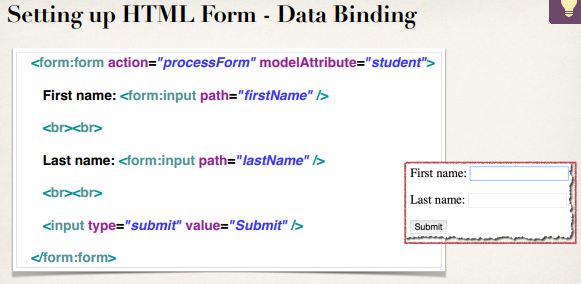 Setting up HTML Form - Data Binding
<form:form action="processForm" modelAttribute="student">
First name: <form:input path="firstName" />
<br><br>
Last name: <form:input path="lastName" />
<br><br>
<input type="submit" value="Submit" />
</form:form>
First name:
Last name:
Submit